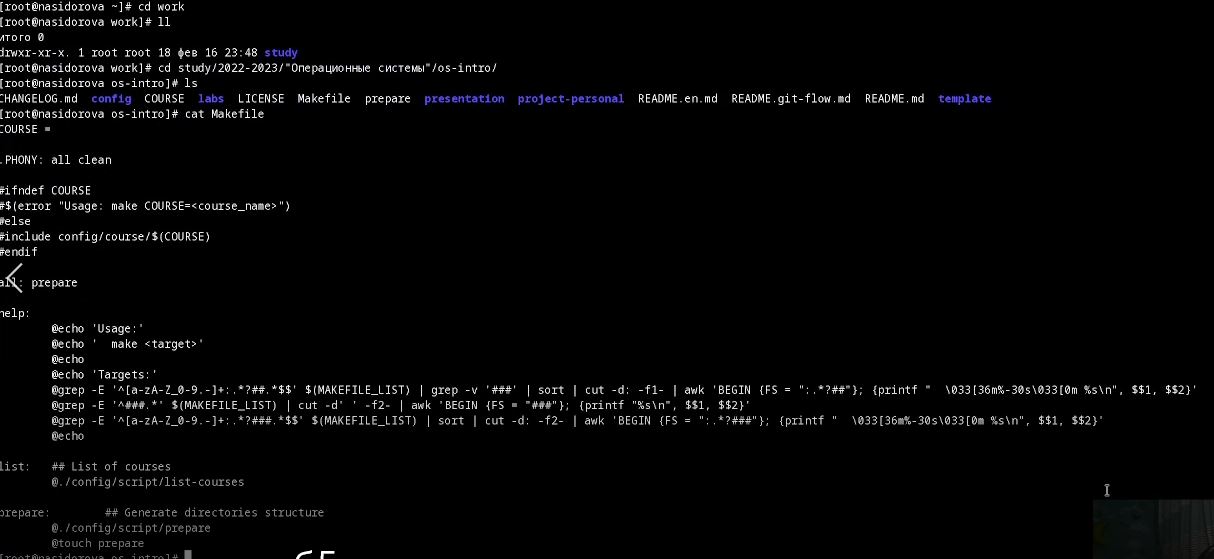 [root@nasidorova ~]# cd work
[root@nasidorova work]# ll
итого 0
drwxr-xr-x. 1 root root 18 фев 16 23:48 study
[root@nasidorova work]# cd study/2022-2023/"Операционные системы"/os-intro/
[root@nasidorova os-intro]# ls
CHANGELOG.md config COURSE labs LICENSE Makefile prepare presentation project-personal README.en.md README.git-flow.md README.md template
[root@nasidorova os-intro]# cat Makefile
COURSE =
.PHONY: all clean
#ifndef COURSE
#$(error "Usage: make COURSE=<course_name>")
#else
#include config/course/$(COURSE)
#endif
all: prepare
help:
@echo 'Usage:'
@echo '  make <target>'
@echo
@echo 'Targets:'
@grep -E '^[a-zA-Z_0-9.-]+:.*?##.*$$' $(MAKEFILE_LIST) | grep -v '###' | sort | cut -d: -f1- | awk 'BEGIN {FS = ":.*?##"}; {printf "  \033[36m%-30s\033[0m %s\n", $$1, $$2}'
@grep -E '^###.*' $(MAKEFILE_LIST) | cut -d' ' -f2- | awk 'BEGIN {FS = "###"}; {printf "%s\n", $$1, $$2}'
@grep -E '^[a-zA-Z_0-9.-]+:.*?###.*$$' $(MAKEFILE_LIST) | sort | cut -d: -f2- | awk 'BEGIN {FS = ":.*?###"}; {printf "  \033[36m%-30s\033[0m %s\n", $$1, $$2}'
@echo
list: ## List of courses
@./config/script/list-courses
prepare: ## Generate directories structure
@./config/script/prepare
@touch prepare
[root@nasidorova os-intro]#